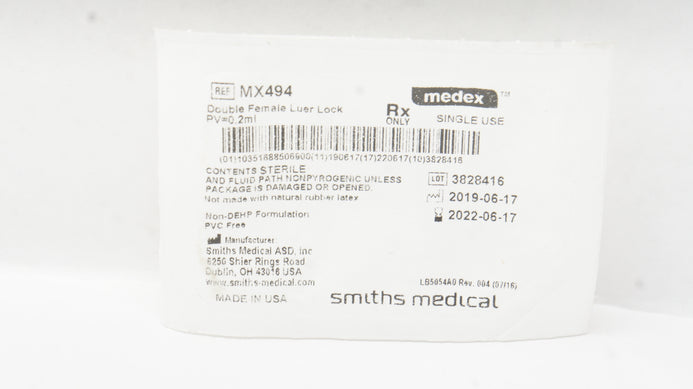 REF MX494
medex™
Double Female Luer Lock
PV=0.2ml
Rx ONLY
SINGLE USE
(01)10351688506900(11)190617(17)220617(10)3828416
CONTENTS STERILE
AND FLUID PATH NONPYROGENIC UNLESS
PACKAGE IS DAMAGED OR OPENED.
Not made with natural rubber latex
LOT 3828416
2019-06-17
2022-06-17
Non-DEHP Formulation
PVC Free
Manufacturer:
Smiths Medical ASD, Inc
6250 Shier Rings Road
Dublin, OH 43016 USA
www.smiths-medical.com
LB5054A0 Rev. 004 (07/16)
MADE IN USA
smiths medical